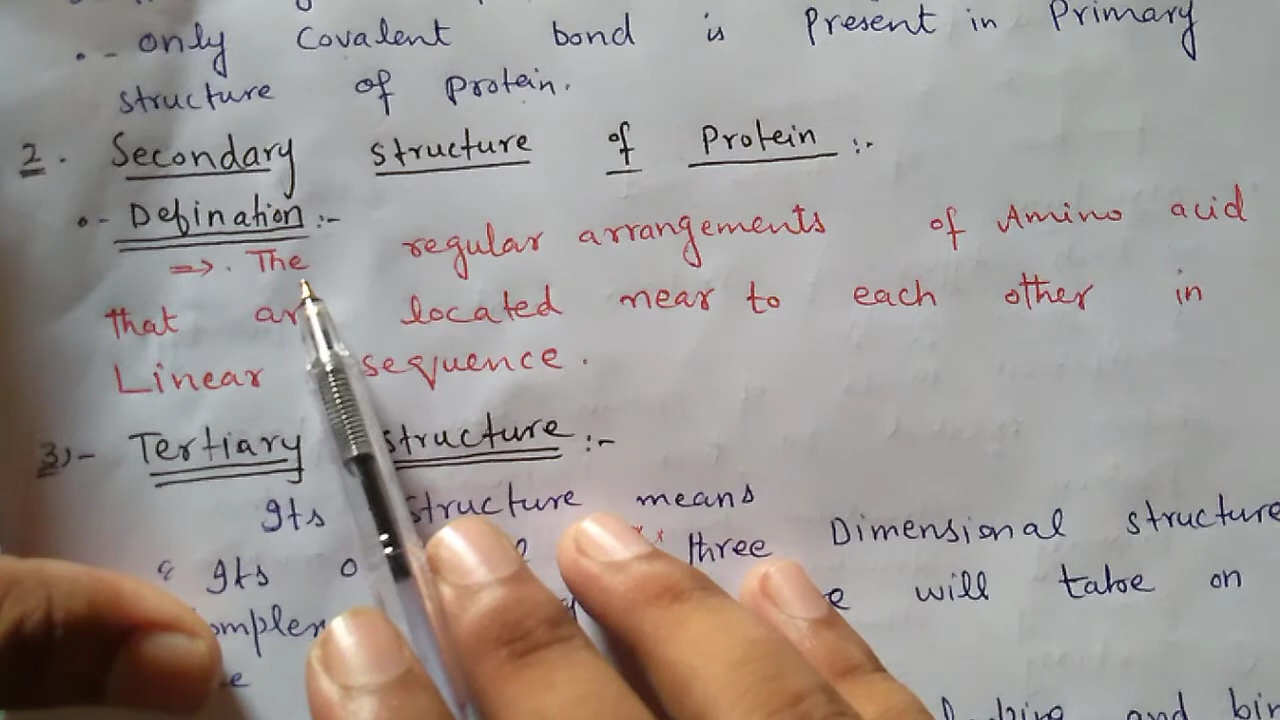 .- only covalent bond is Present in Primary
structure of protein.
2. Secondary structure of Protein :-
•- Defination :-
=>. The regular arrangements of Amino acid
that located near to each other in
Linear sequence.
3)- Tertiary structure :-
Its structure means
Its three Dimensional structure
will take on
and